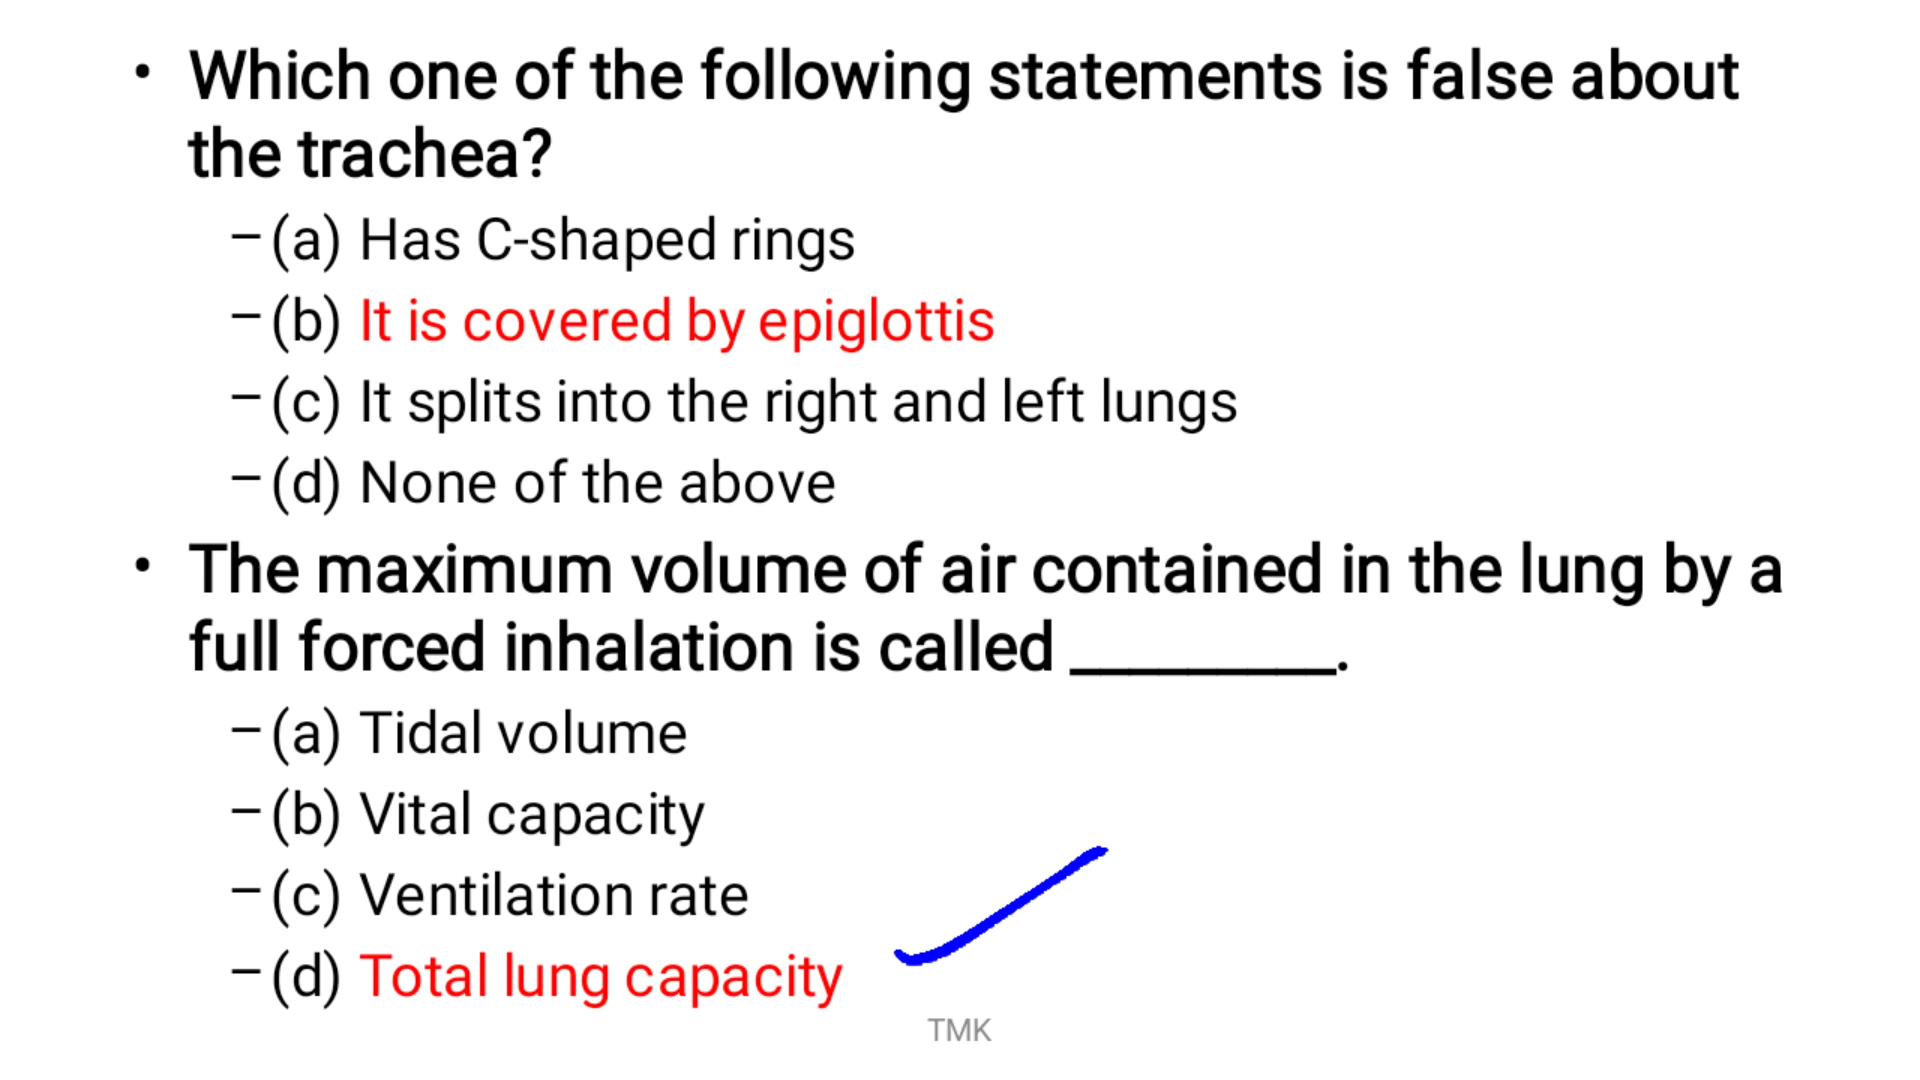 • Which one of the following statements is false about
the trachea?
– (a) Has C-shaped rings
– (b) It is covered by epiglottis
– (c) It splits into the right and left lungs
– (d) None of the above
• The maximum volume of air contained in the lung by a
full forced inhalation is called _________.
– (a) Tidal volume
– (b) Vital capacity
– (c) Ventilation rate
– (d) Total lung capacity
TMK